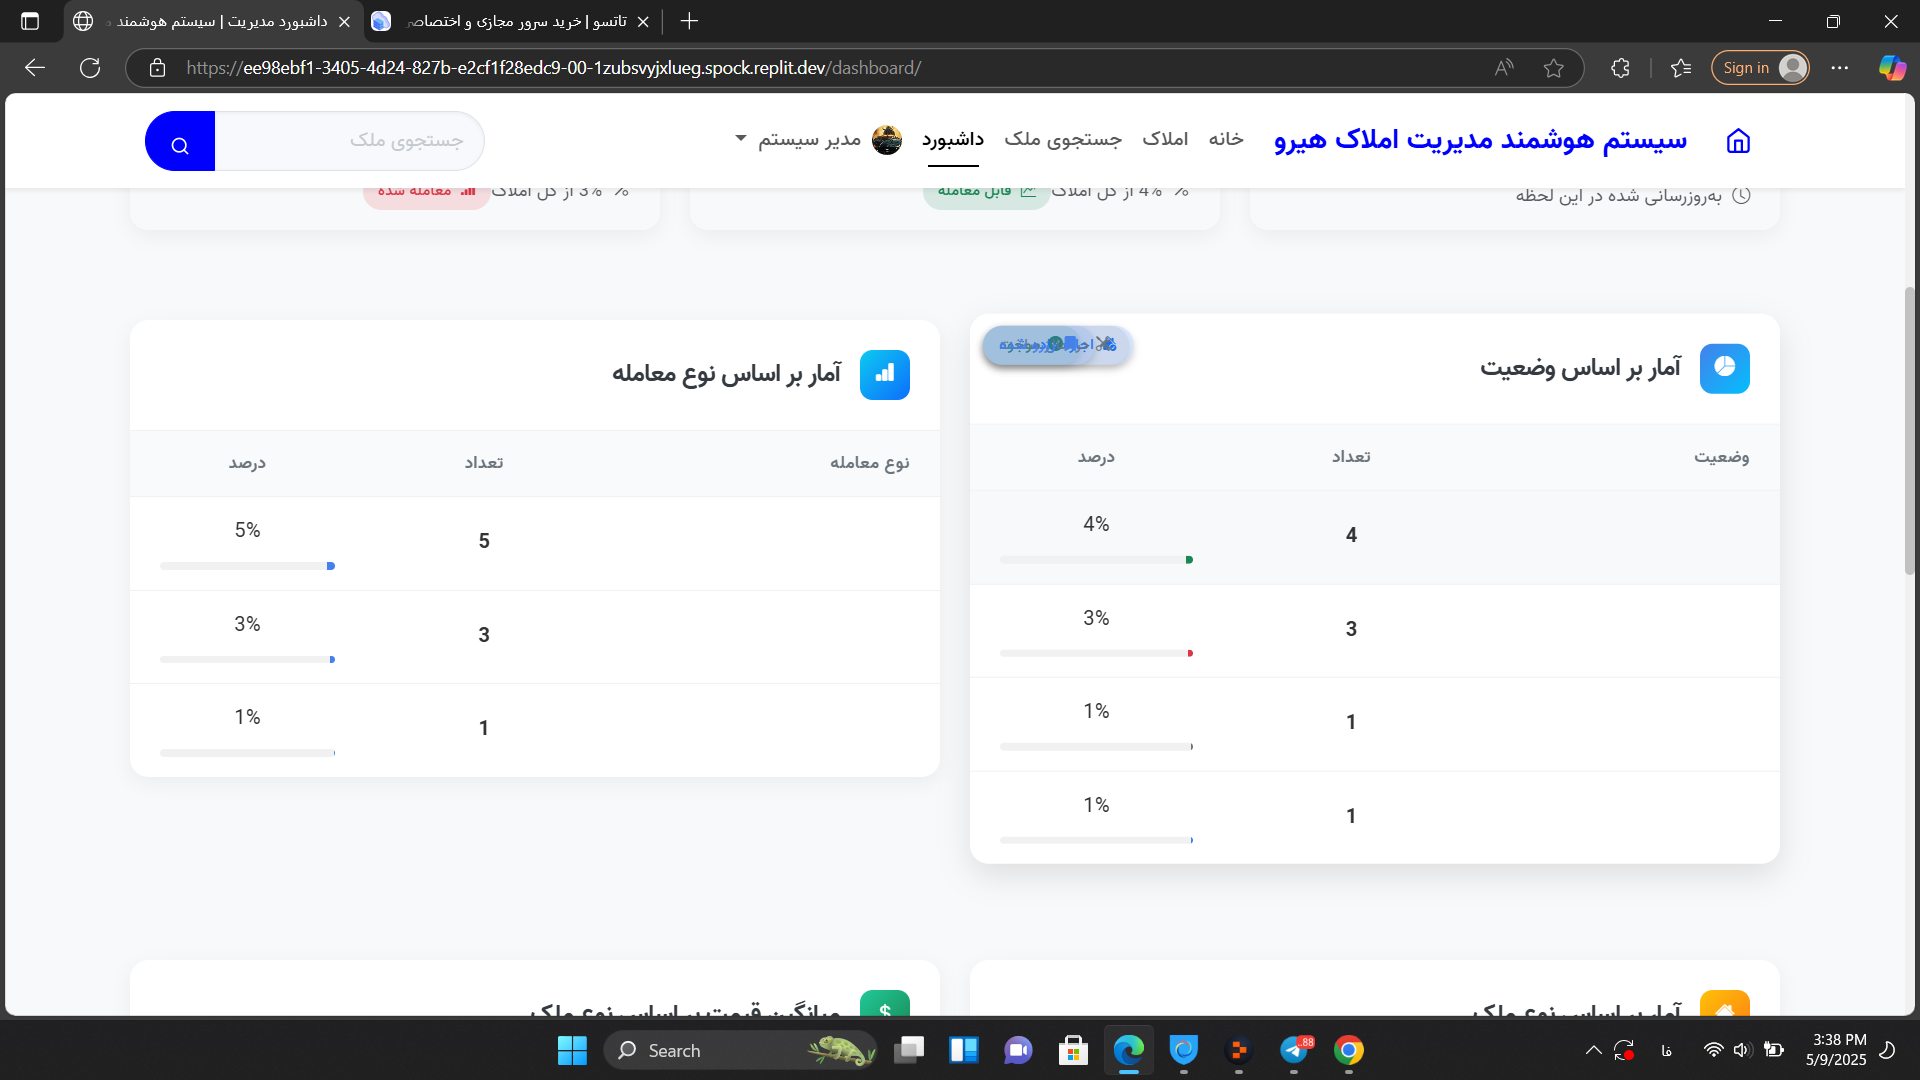 داشبورد مدیریت | سیستم هوشمند
تاتسو | خرید سرور مجازی و اختصاصی
https://ee98ebf1-3405-4d24-827b-e2cf1f28edc9-00-1zubsvyjxlueg.spock.replit.dev/dashboard/
Sign in
سیستم هوشمند مدیریت املاک هیرو
خانه
املاک
جستجوی ملک
داشبورد
مدیر سیستم
جستجوی ملک
به‌روزرسانی شده در این لحظه
4% از کل املاک
قابل معامله
3% از کل املاک
معامله شده
آمار بر اساس وضعیت
وضعیت
تعداد
درصد
4
4%
3
3%
1
1%
1
1%
آمار بر اساس نوع معامله
نوع معامله
تعداد
درصد
5
5%
3
3%
1
1%
آمار بر اساس نوع ملک
میانگین قیمت بر اساس نوع ملک
$
Search
88
فا
3:38 PM
5/9/2025